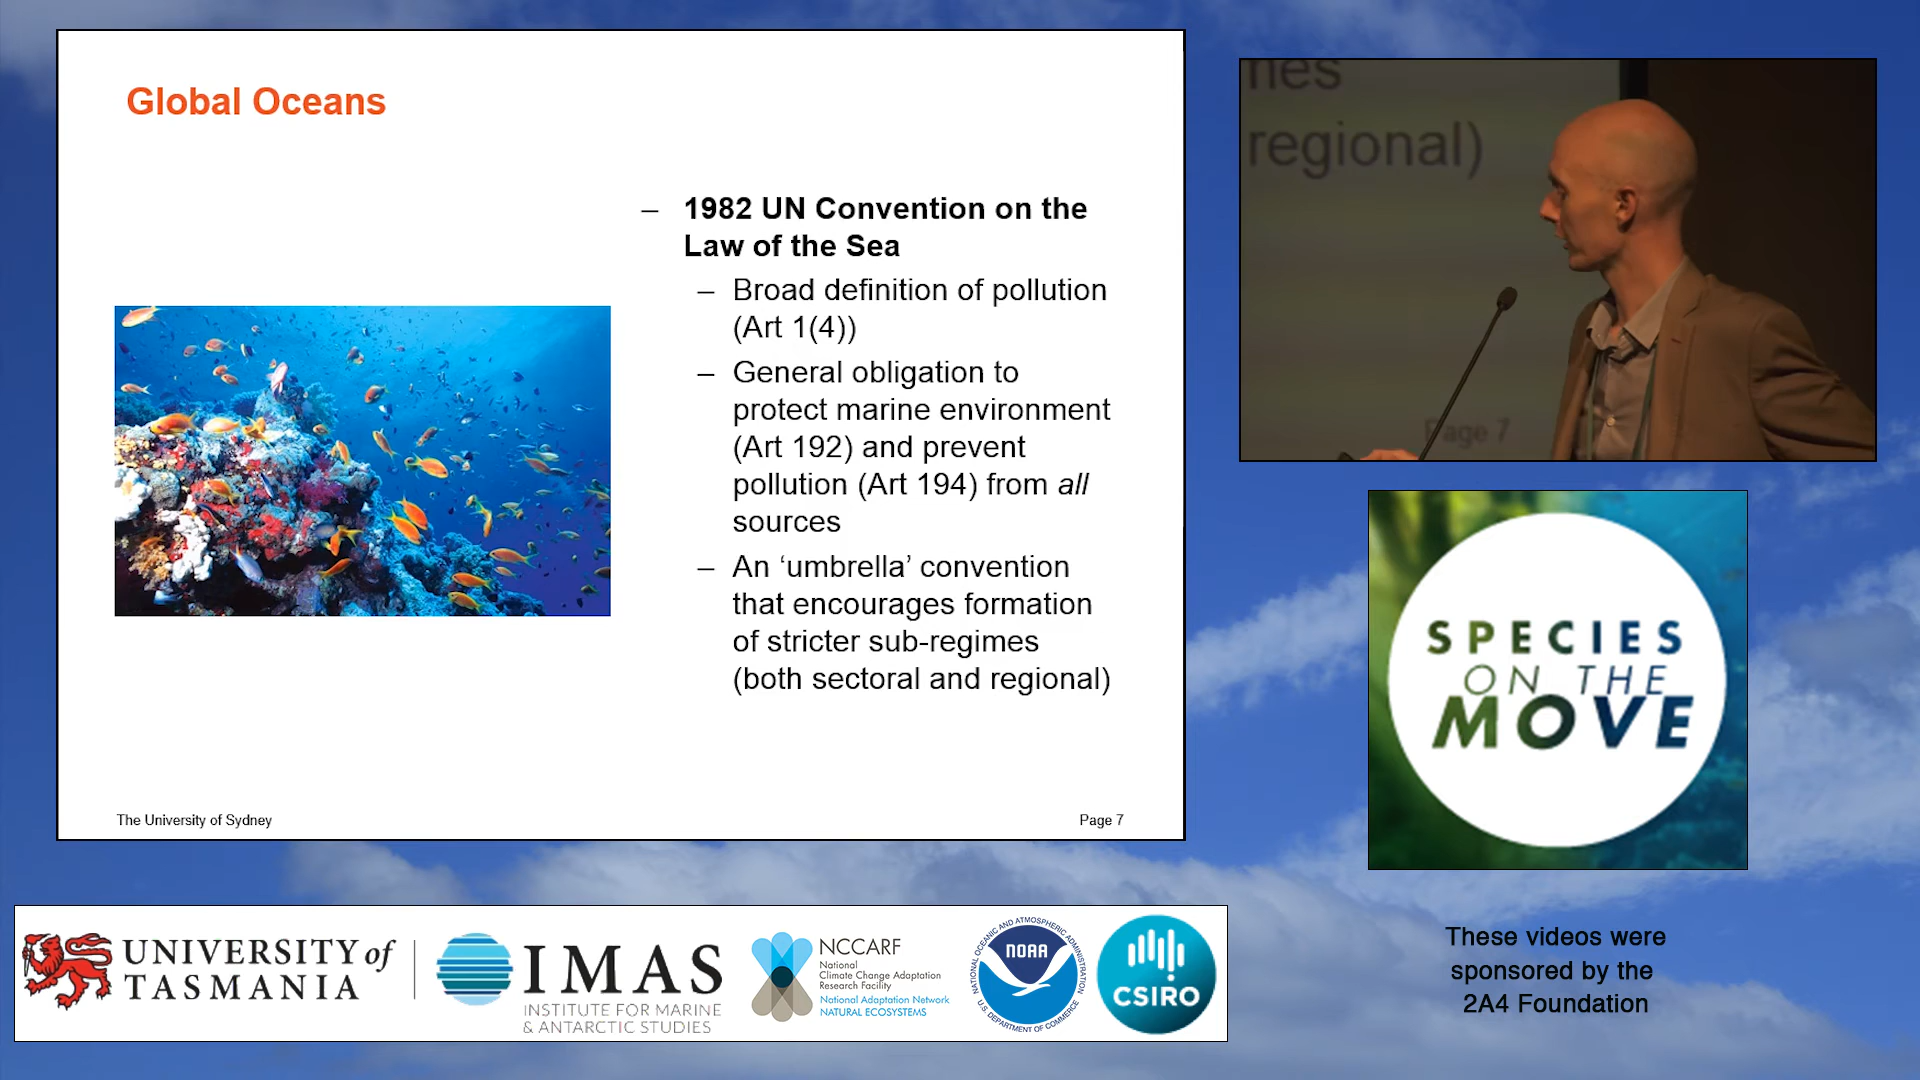 Global Oceans
– 1982 UN Convention on the
Law of the Sea
– Broad definition of pollution
(Art 1(4))
– General obligation to
protect marine environment
(Art 192) and prevent
pollution (Art 194) from all
sources
– An ‘umbrella’ convention
that encourages formation
of stricter sub-regimes
(both sectoral and regional)
The University of Sydney
Page 7
nes
regional)
Page 7
SPECIES
ON THE
MOVE
UNIVERSITY of
TASMANIA
IMAS
INSTITUTE FOR MARINE
& ANTARCTIC STUDIES
NCCARF
National
Climate Change Adaptation
Research Facility
National Adaptation Network
NATURAL ECOSYSTEMS
NATIONAL OCEANIC AND ATMOSPHERIC ADMINISTRATION
NOAA
U.S. DEPARTMENT OF COMMERCE
CSIRO
These videos were
sponsored by the
2A4 Foundation